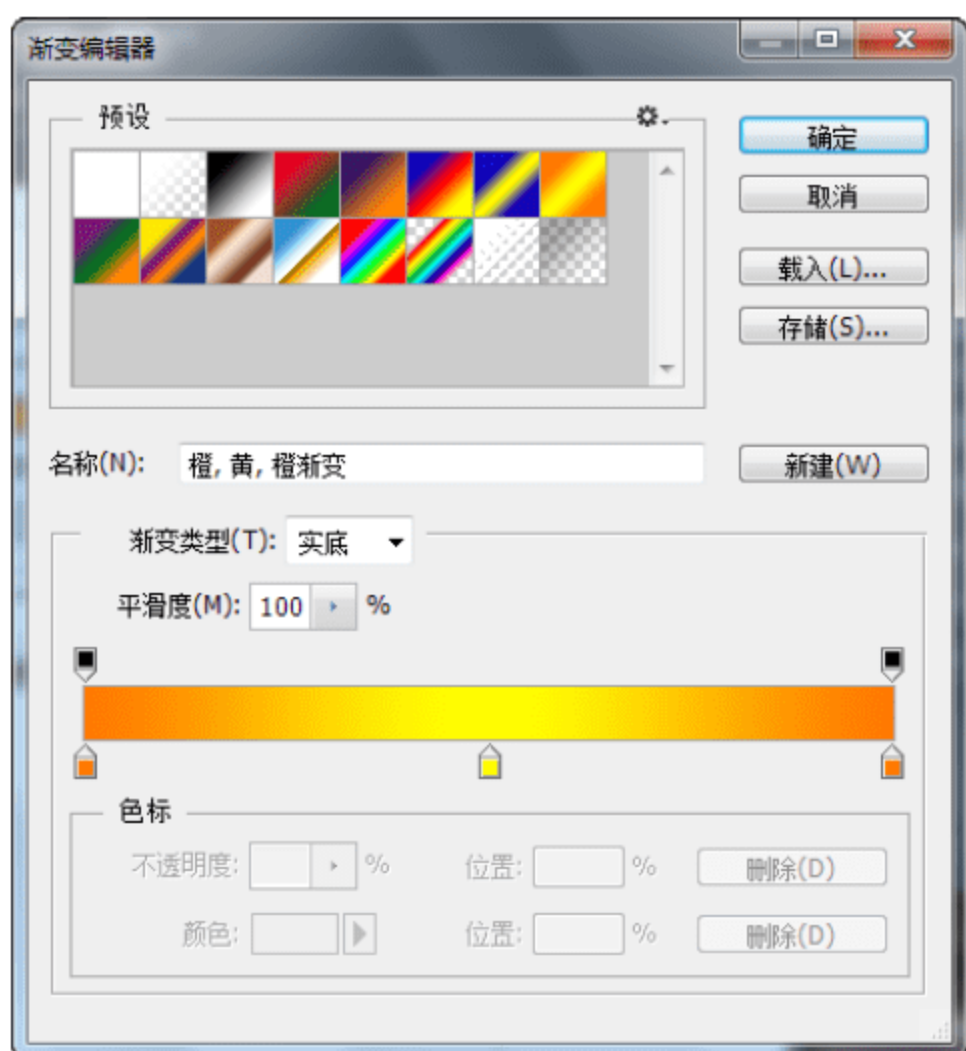 渐变编辑器
预设
确定
取消
载入(L)...
存储(S)...
名称(N): 橙, 黄, 橙渐变
新建(W)
渐变类型(T): 实底
平滑度(M): 100 %
色标
不透明度: % 位置: % 删除(D)
颜色: 位置: % 删除(D)